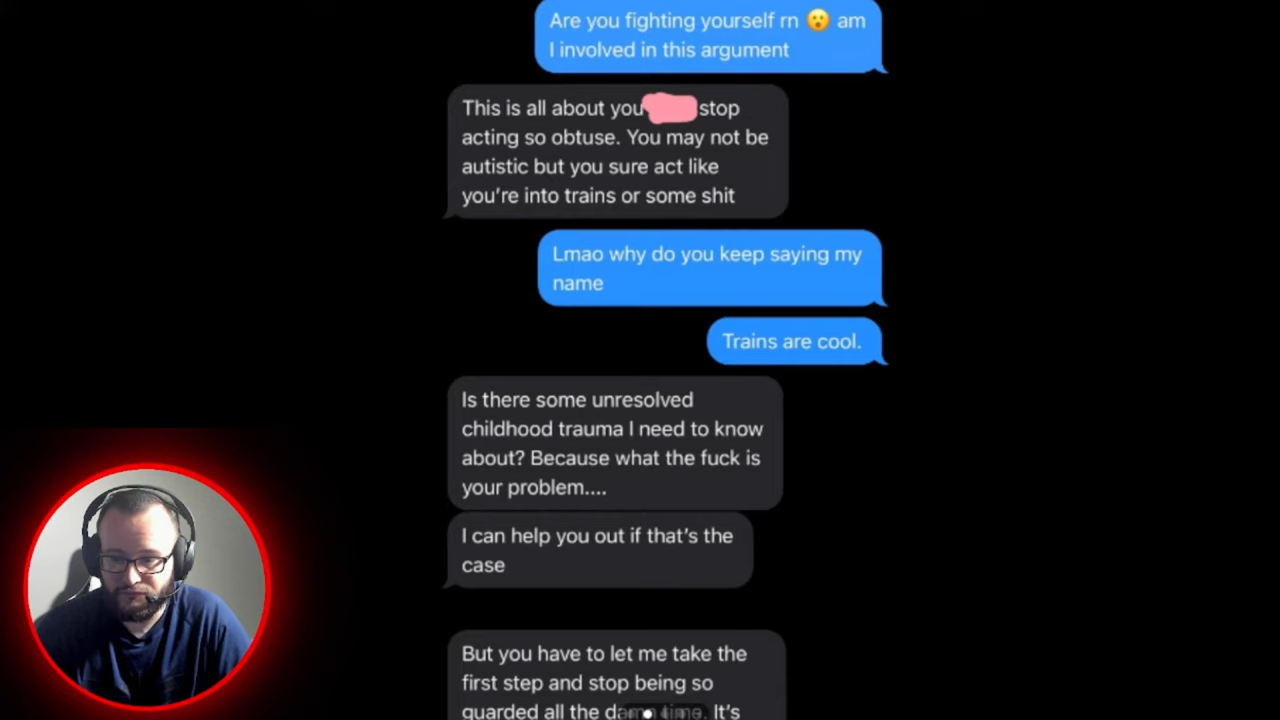 Are you fighting yourself rn 😮 am
I involved in this argument
This is all about you stop
acting so obtuse. You may not be
autistic but you sure act like
you’re into trains or some shit
Lmao why do you keep saying my
name
Trains are cool.
Is there some unresolved
childhood trauma I need to know
about? Because what the fuck is
your problem....
I can help you out if that’s the
case
But you have to let me take the
first step and stop being so
guarded all the damn time. It’s